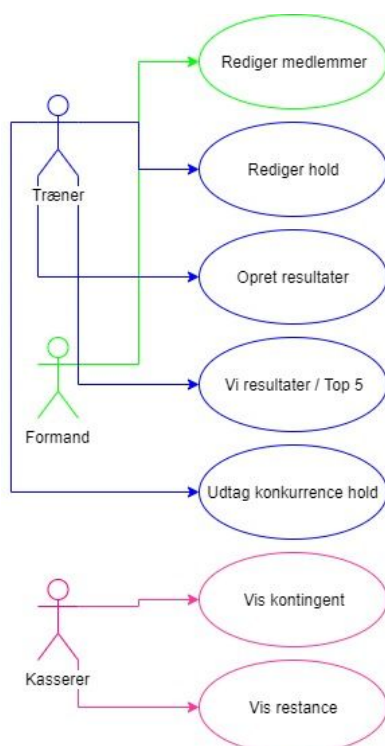 Rediger medlemmer
Træner
Rediger hold
Opret resultater
Vi resultater / Top 5
Formand
Udtag konkurrence hold
Vis kontingent
Kasserer
Vis restance